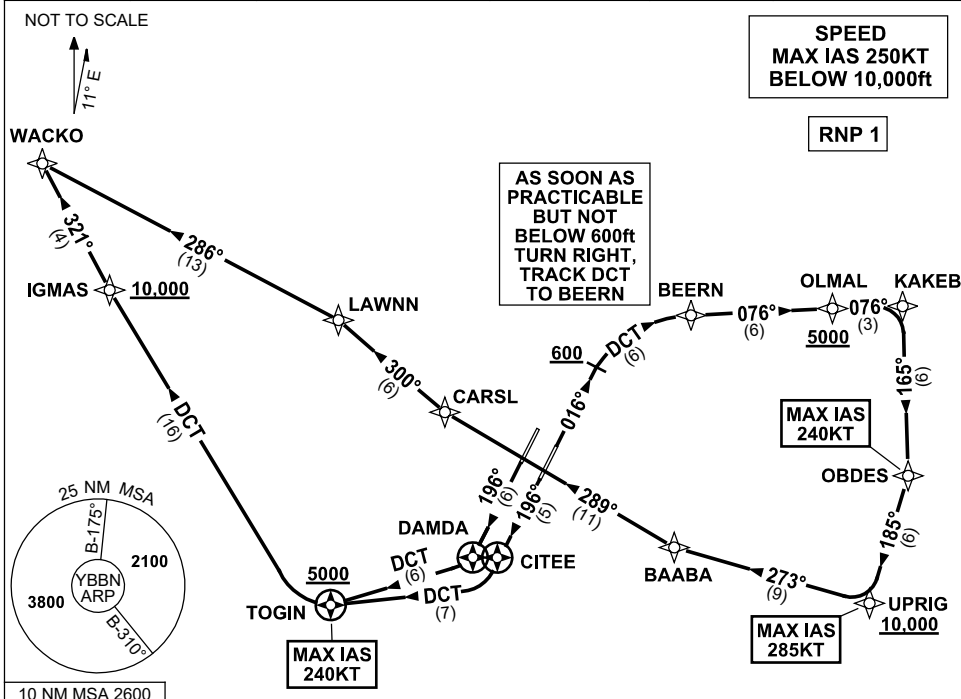 NOT TO SCALE
11° E
SPEED
MAX IAS 250KT
BELOW 10,000ft
RNP 1
WACKO
321°
(4)
286°
(13)
IGMAS
10,000
LAWNN
300°
(6)
CARSL
AS SOON AS
PRACTICABLE
BUT NOT
BELOW 600ft
TURN RIGHT,
TRACK DCT
TO BEERN
BEERN
OLMAL
KAKEB
076°
(6)
076°
(3)
5000
DCT
(6)
600
016°
165°
(6)
MAX IAS
240KT
OBDES
DCT
(16)
196°
(6)
196°
(5)
289°
(11)
185°
(6)
DAMDA
CITEE
DCT
(6)
DCT
(7)
BAABA
273°
(9)
UPRIG
10,000
MAX IAS
285KT
5000
TOGIN
MAX IAS
240KT
25 NM MSA
B-175°
2100
YBBN
ARP
3800
B-310°
10 NM MSA 2600